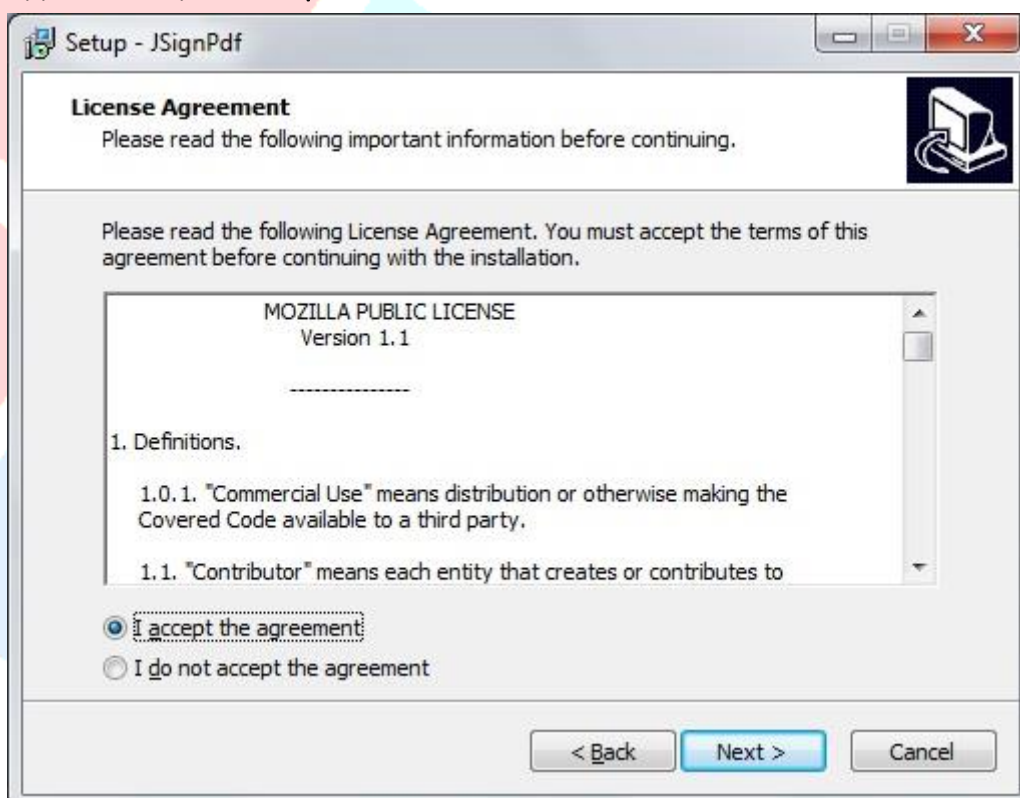 Setup - JSignPdf
License Agreement
Please read the following important information before continuing.
Please read the following License Agreement. You must accept the terms of this
agreement before continuing with the installation.
MOZILLA PUBLIC LICENSE
Version 1.1
---------------
1. Definitions.
1.0.1. "Commercial Use" means distribution or otherwise making the
Covered Code available to a third party.
1.1. "Contributor" means each entity that creates or contributes to
I accept the agreement
I do not accept the agreement
< Back Next > Cancel